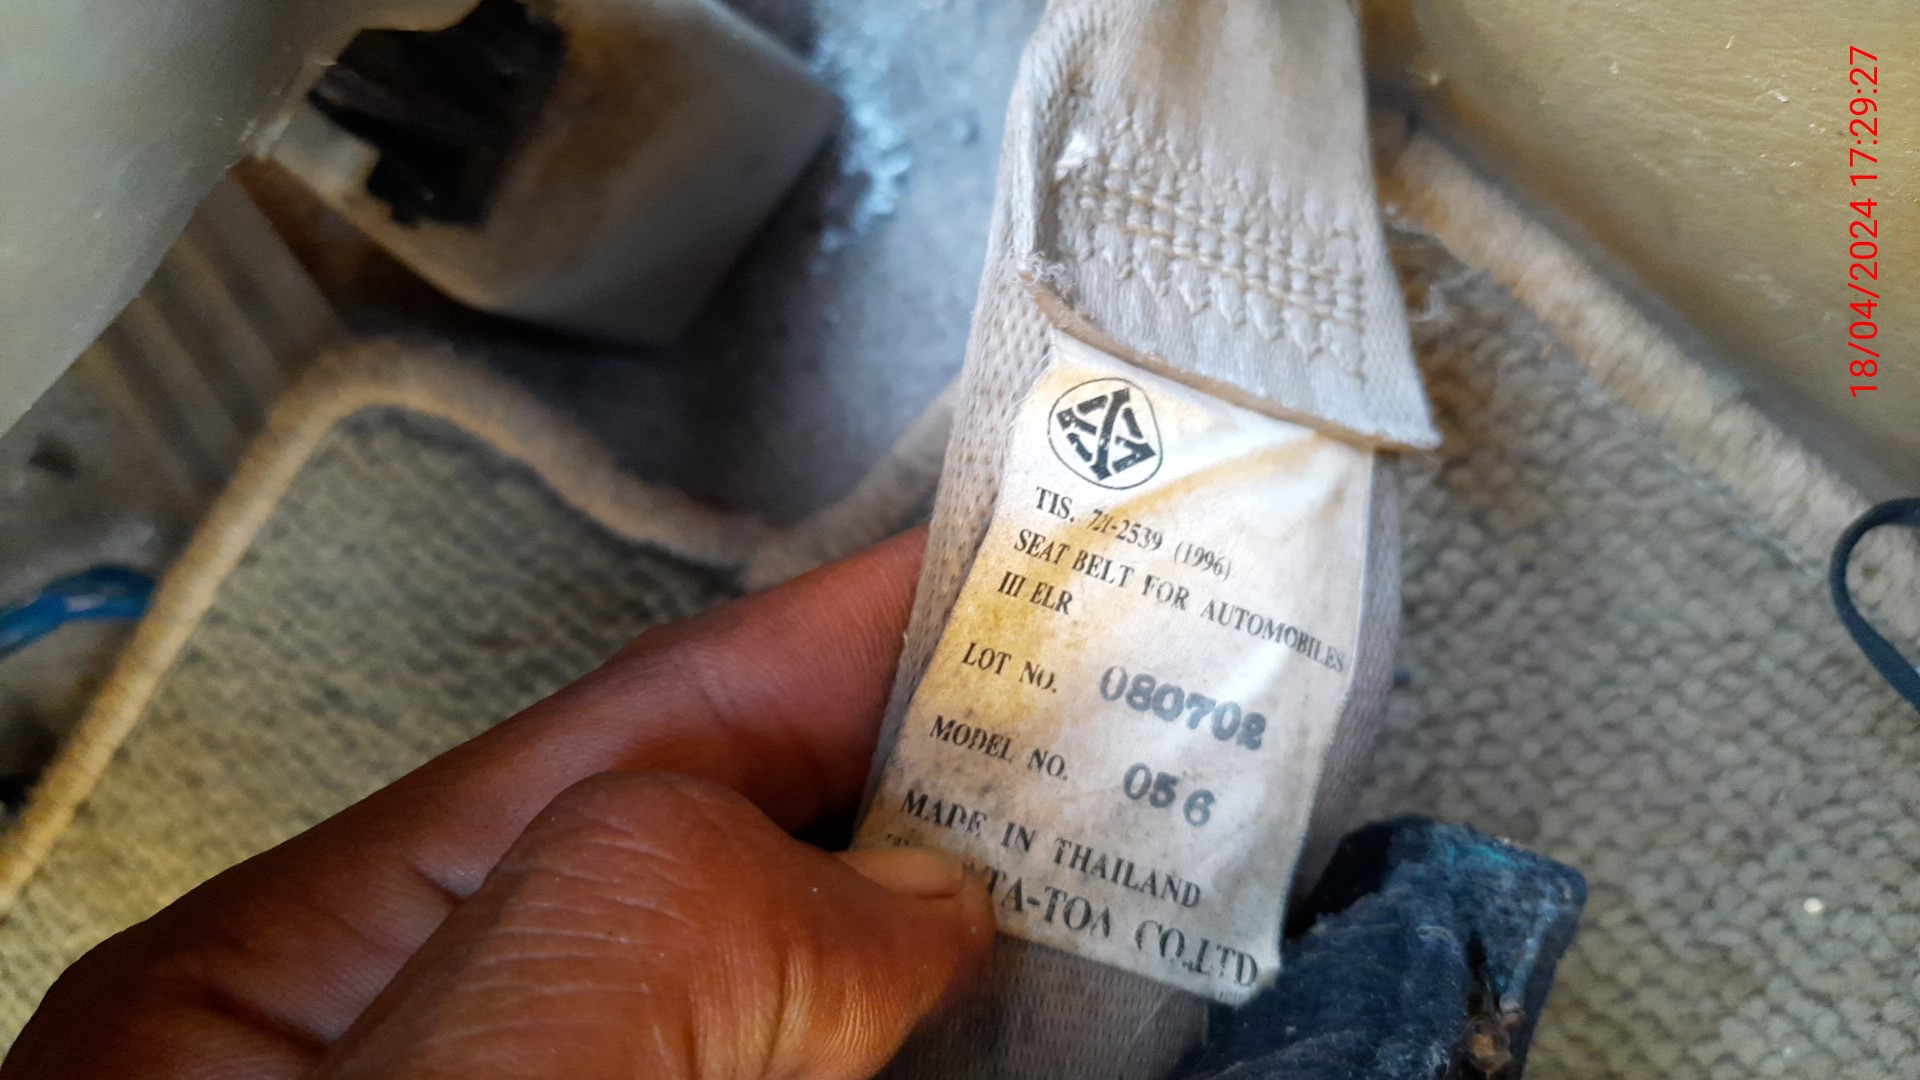 TIS. 721-2539 (1996)
SEAT BELT FOR AUTOMOBILES
III ELR
LOT NO. 080702
MODEL NO. 056
MADE IN THAILAND
TA-TOA CO.,LTD
18/04/2024 17:29:27